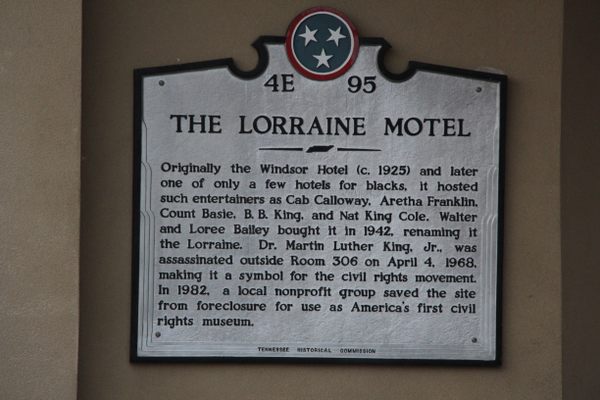 4E 95
THE LORRAINE MOTEL
Originally the Windsor Hotel (c. 1925) and later
one of only a few hotels for blacks, it hosted
such entertainers as Cab Calloway, Aretha Franklin,
Count Basie, B. B. King, and Nat King Cole. Walter
and Loree Bailey bought it in 1942, renaming it
the Lorraine. Dr. Martin Luther King, Jr., was
assassinated outside Room 306 on April 4, 1968,
making it a symbol for the civil rights movement.
In 1982, a local nonprofit group saved the site
from foreclosure for use as America's first civil
rights museum.
TENNESSEE HISTORICAL COMMISSION